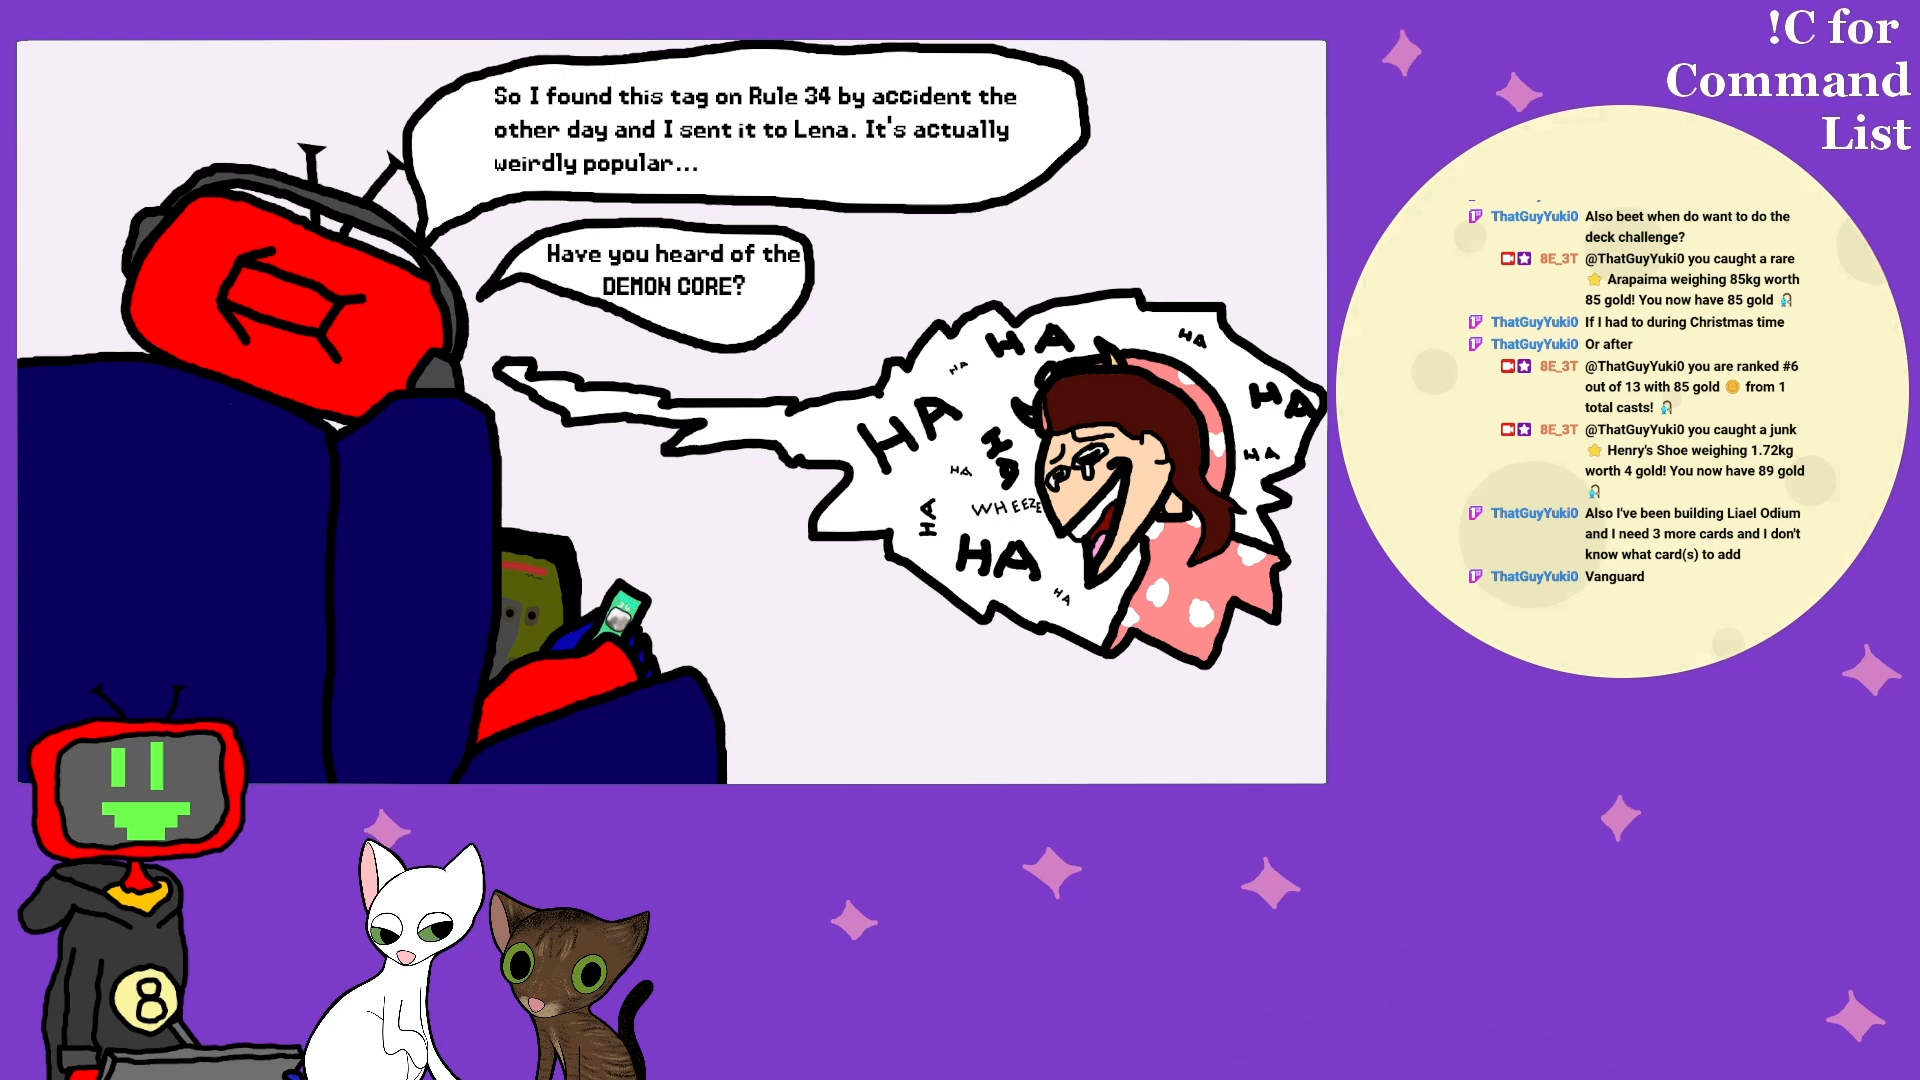 !C for
Command
List
So I found this tag on Rule 34 by accident the
other day and I sent it to Lena. It's actually
weirdly popular...
Have you heard of the
DEMON CORE?
HA HA
HA
HA
HA
HA
HA
HA
HA
WHEEZE
HA
HA
HA
8
ThatGuyYuki0 Also beet when do want to do the
deck challenge?
8E_3T @ThatGuyYuki0 you caught a rare
Arapaima weighing 85kg worth
85 gold! You now have 85 gold
ThatGuyYuki0 If I had to during Christmas time
ThatGuyYuki0 Or after
8E_3T @ThatGuyYuki0 you are ranked #6
out of 13 with 85 gold from 1
total casts!
8E_3T @ThatGuyYuki0 you caught a junk
Henry's Shoe weighing 1.72kg
worth 4 gold! You now have 89 gold
ThatGuyYuki0 Also I've been building Liael Odium
and I need 3 more cards and I don't
know what card(s) to add
ThatGuyYuki0 Vanguard